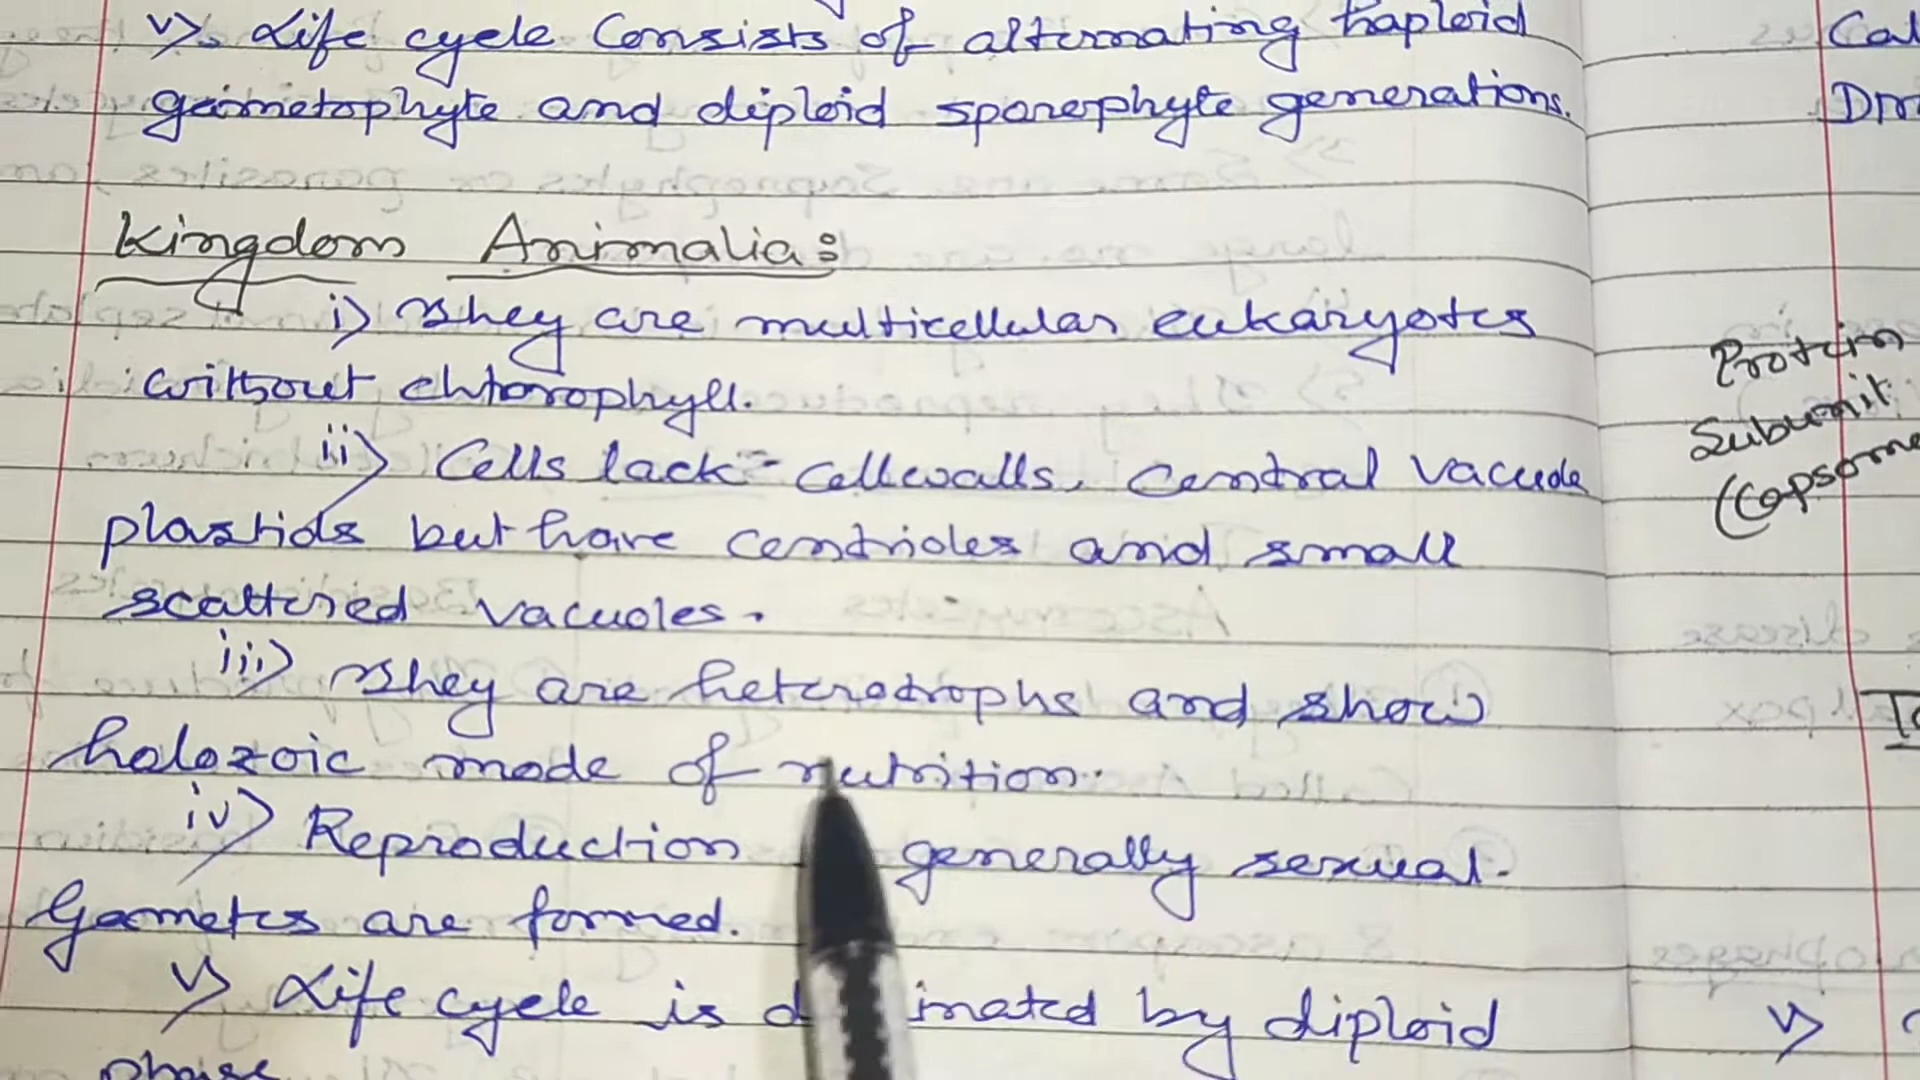 v) Life cycle consists of alternating haploid
gametophyte and diploid sporophyte generations.
Kingdom Animalia:
i) They are multicellular eukaryotes
without chlorophyll.
ii) Cells lack cellwalls, central vacuole
plastids but have centrioles and small
scattered vacuoles.
iii) They are heterotrophs and show
holozoic mode of nutrition.
iv) Reproduction generally sexual.
Gametes are formed.
v) Life cycle is dominated by diploid
phase
Protein
Subunit
v)